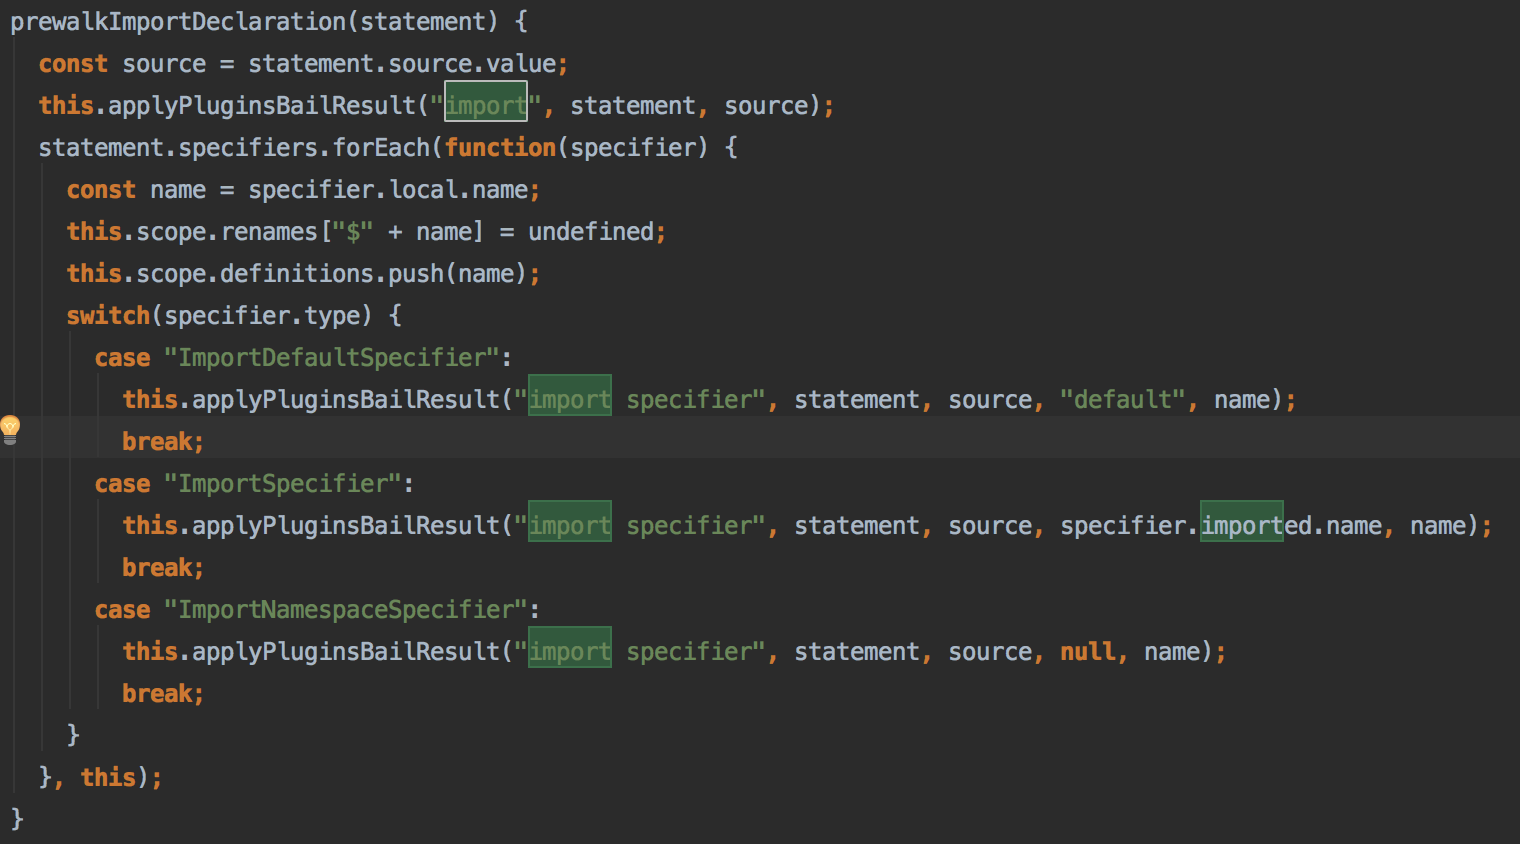 prewalkImportDeclaration(statement) {
const source = statement.source.value;
this.applyPluginsBailResult("import", statement, source);
statement.specifiers.forEach(function(specifier) {
const name = specifier.local.name;
this.scope.renames["$" + name] = undefined;
this.scope.definitions.push(name);
switch(specifier.type) {
case "ImportDefaultSpecifier":
this.applyPluginsBailResult("import specifier", statement, source, "default", name);
break;
case "ImportSpecifier":
this.applyPluginsBailResult("import specifier", statement, source, specifier.imported.name, name);
break;
case "ImportNamespaceSpecifier":
this.applyPluginsBailResult("import specifier", statement, source, null, name);
break;
}
}, this);
}